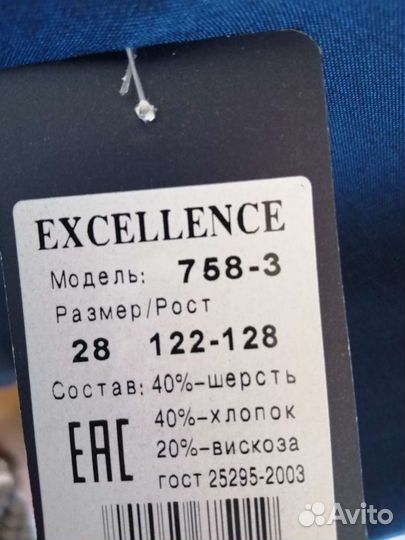 EXCELLENCE
Модель: 758-3
Размер/Рост
28 122-128
Состав: 40%-шерсть
40%-хлопок
20%-вискоза
гост 25295-2003
EAC
Avito